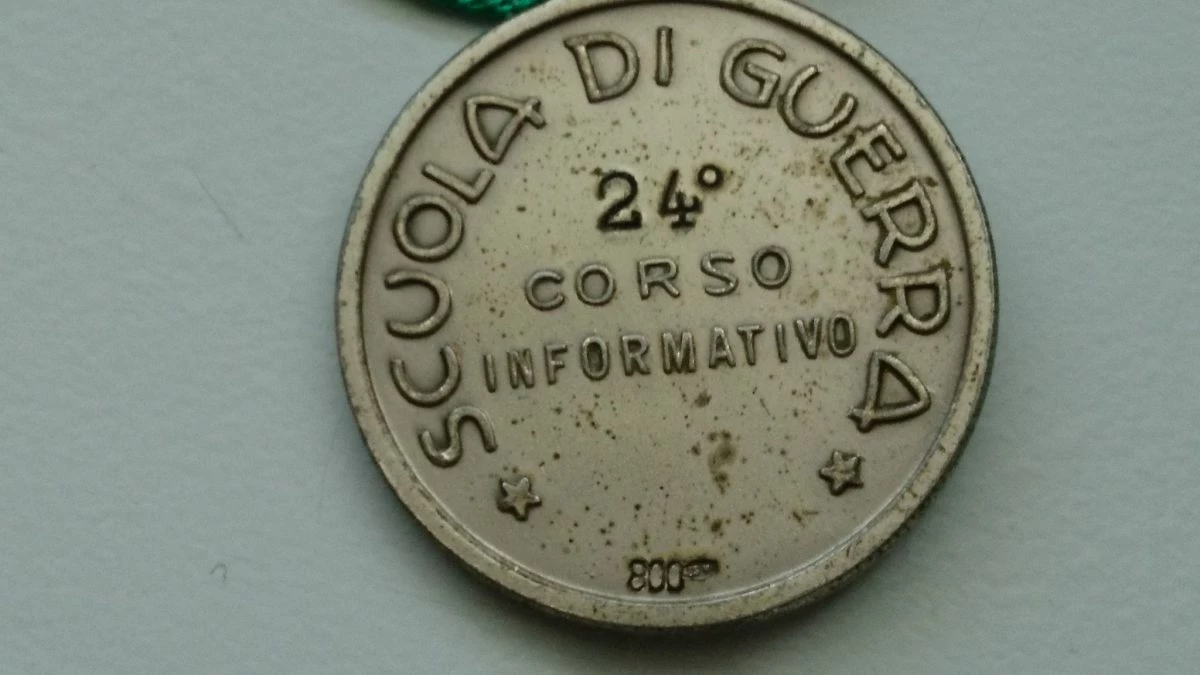 SCUOLA DI GUERRA
24°
CORSO
INFORMATIVO
800